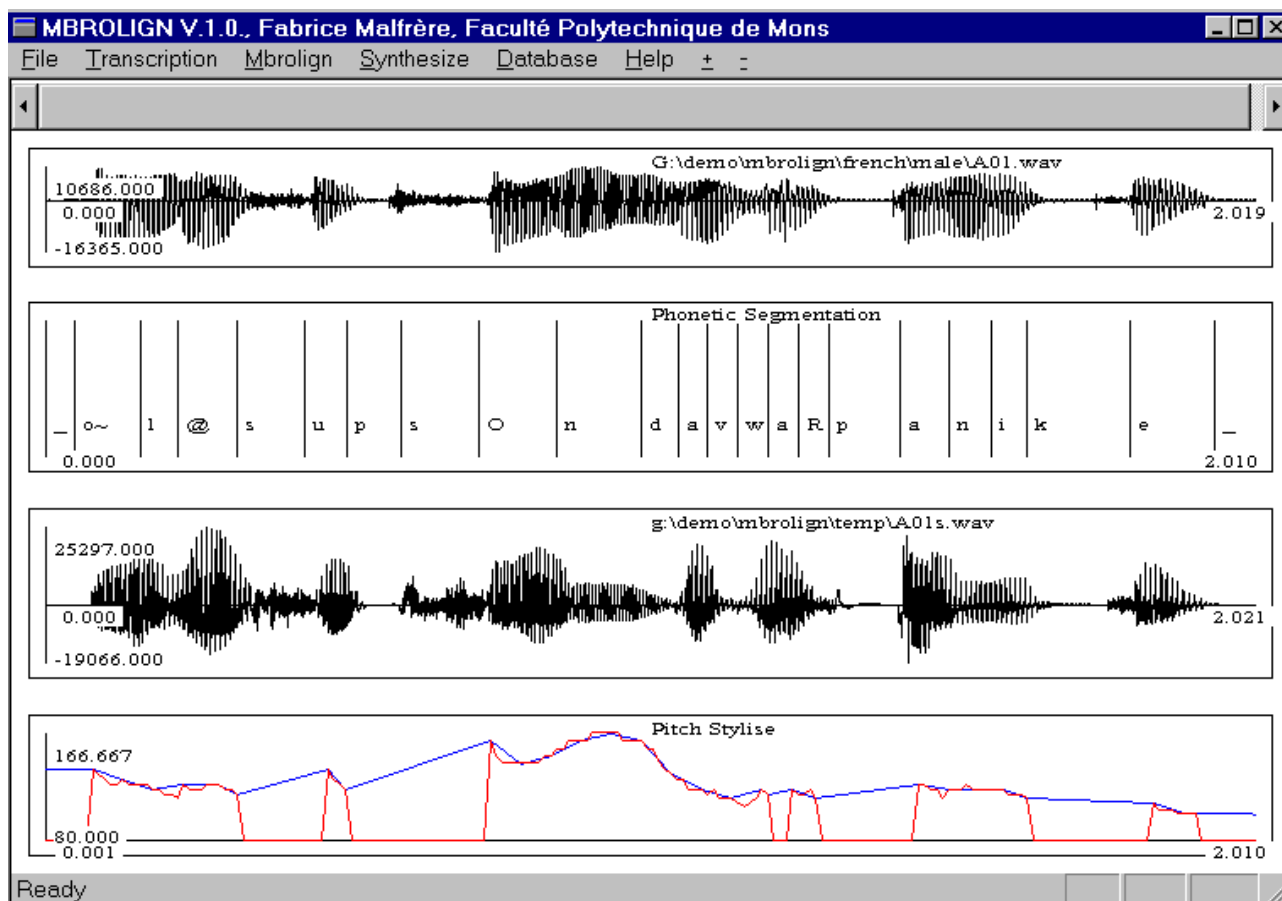 MBROLIGN V.1.0., Fabrice Malfrère, Faculté Polytechnique de Mons
File Transcription Mbrolign Synthesize Database Help + -
G:\demo\mbrolign\french\male\A01.wav
10686.000
0.000
2.019
-16365.000
Phonetic Segmentation
_ o~ l @ s u p s O n d a v w a R p a n i k e _
0.000 2.010
g:\demo\mbrolign\temp\A01s.wav
25297.000
0.000 2.021
-19066.000
Pitch Stylise
166.667
80.000
0.001 2.010
Ready